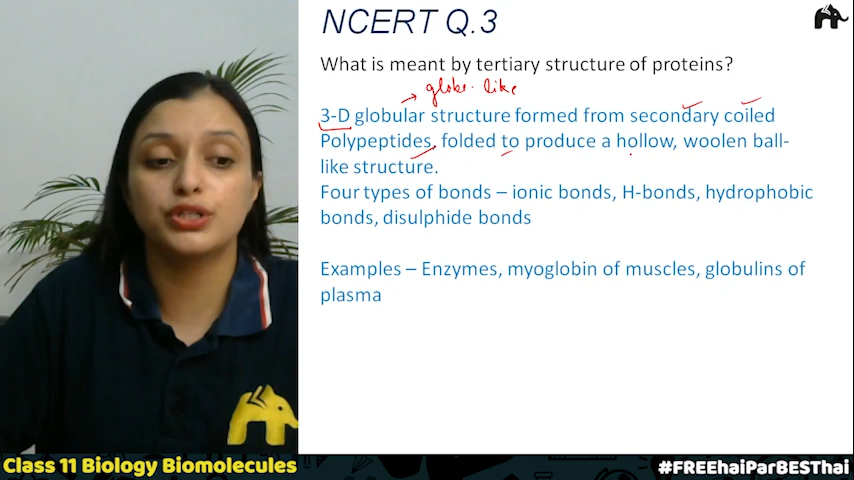 NCERT Q.3
What is meant by tertiary structure of proteins?
→ globe-like
3-D globular structure formed from secondary coiled
Polypeptides, folded to produce a hollow, woolen ball-
like structure.
Four types of bonds – ionic bonds, H-bonds, hydrophobic
bonds, disulphide bonds
Examples – Enzymes, myoglobin of muscles, globulins of
plasma
Class 11 Biology Biomolecules
#FREEhaiParBESThai